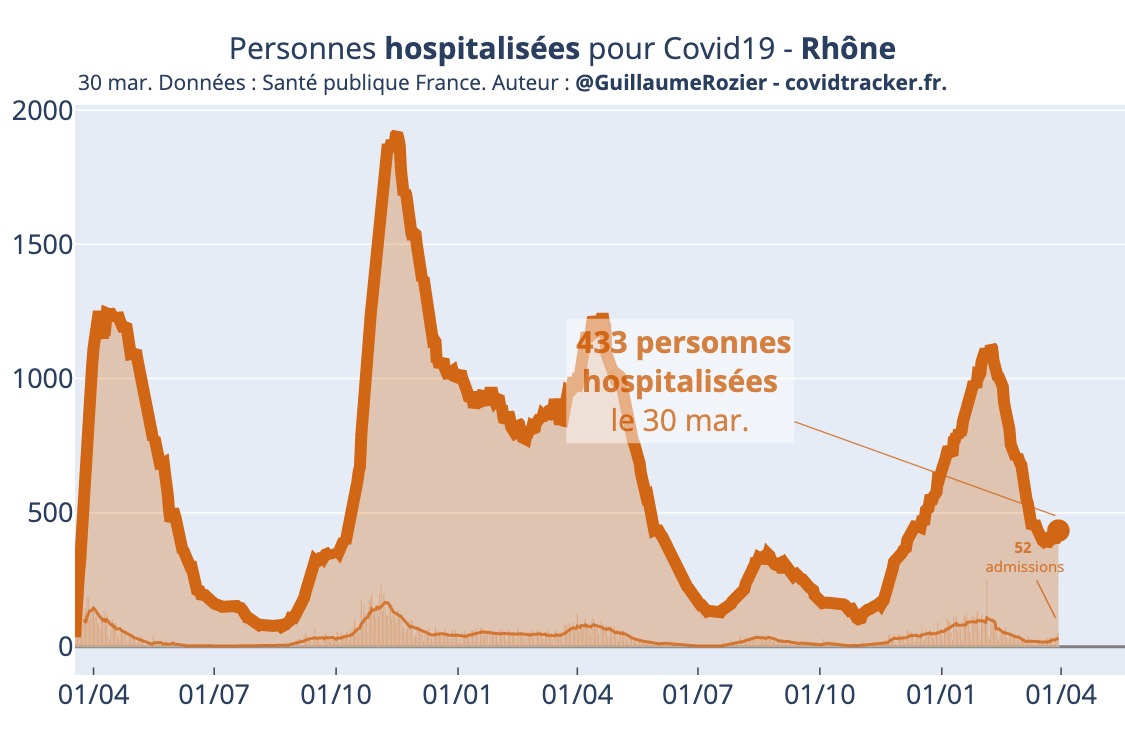 Personnes hospitalisées pour Covid19 - Rhône
30 mar. Données : Santé publique France. Auteur : @GuillaumeRozier - covidtracker.fr.
2000
1500
1000
500
0
433 personnes
hospitalisées
le 30 mar.
52
admissions
01/04 01/07 01/10 01/01 01/04 01/07 01/10 01/01 01/04